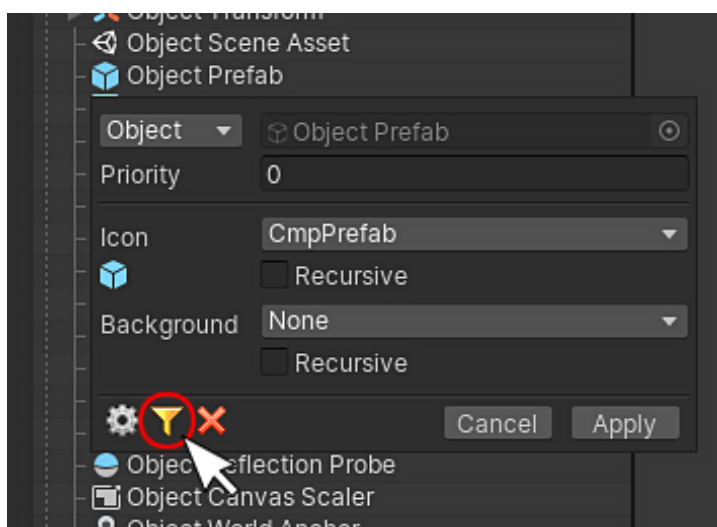 Object Transform
Object Scene Asset
Object Prefab
Object
Object Prefab
Priority
0
Icon
CmpPrefab
Recursive
Background
None
Recursive
Cancel
Apply
Object Reflection Probe
Object Canvas Scaler
Object World Anchor